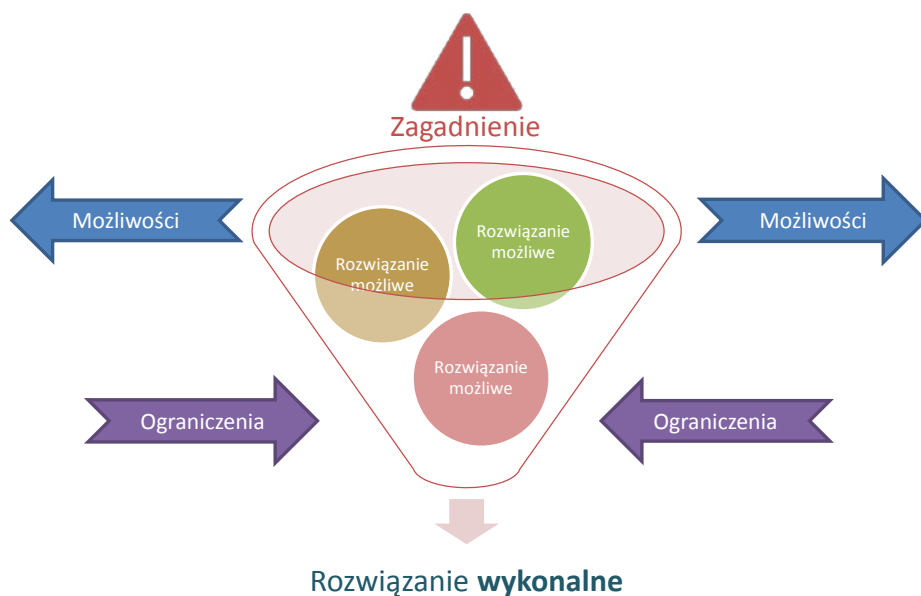 Zagadnienie
Możliwości
Możliwości
Rozwiązanie
możliwe
Rozwiązanie
możliwe
Rozwiązanie
możliwe
Ograniczenia
Ograniczenia
Rozwiązanie wykonalne